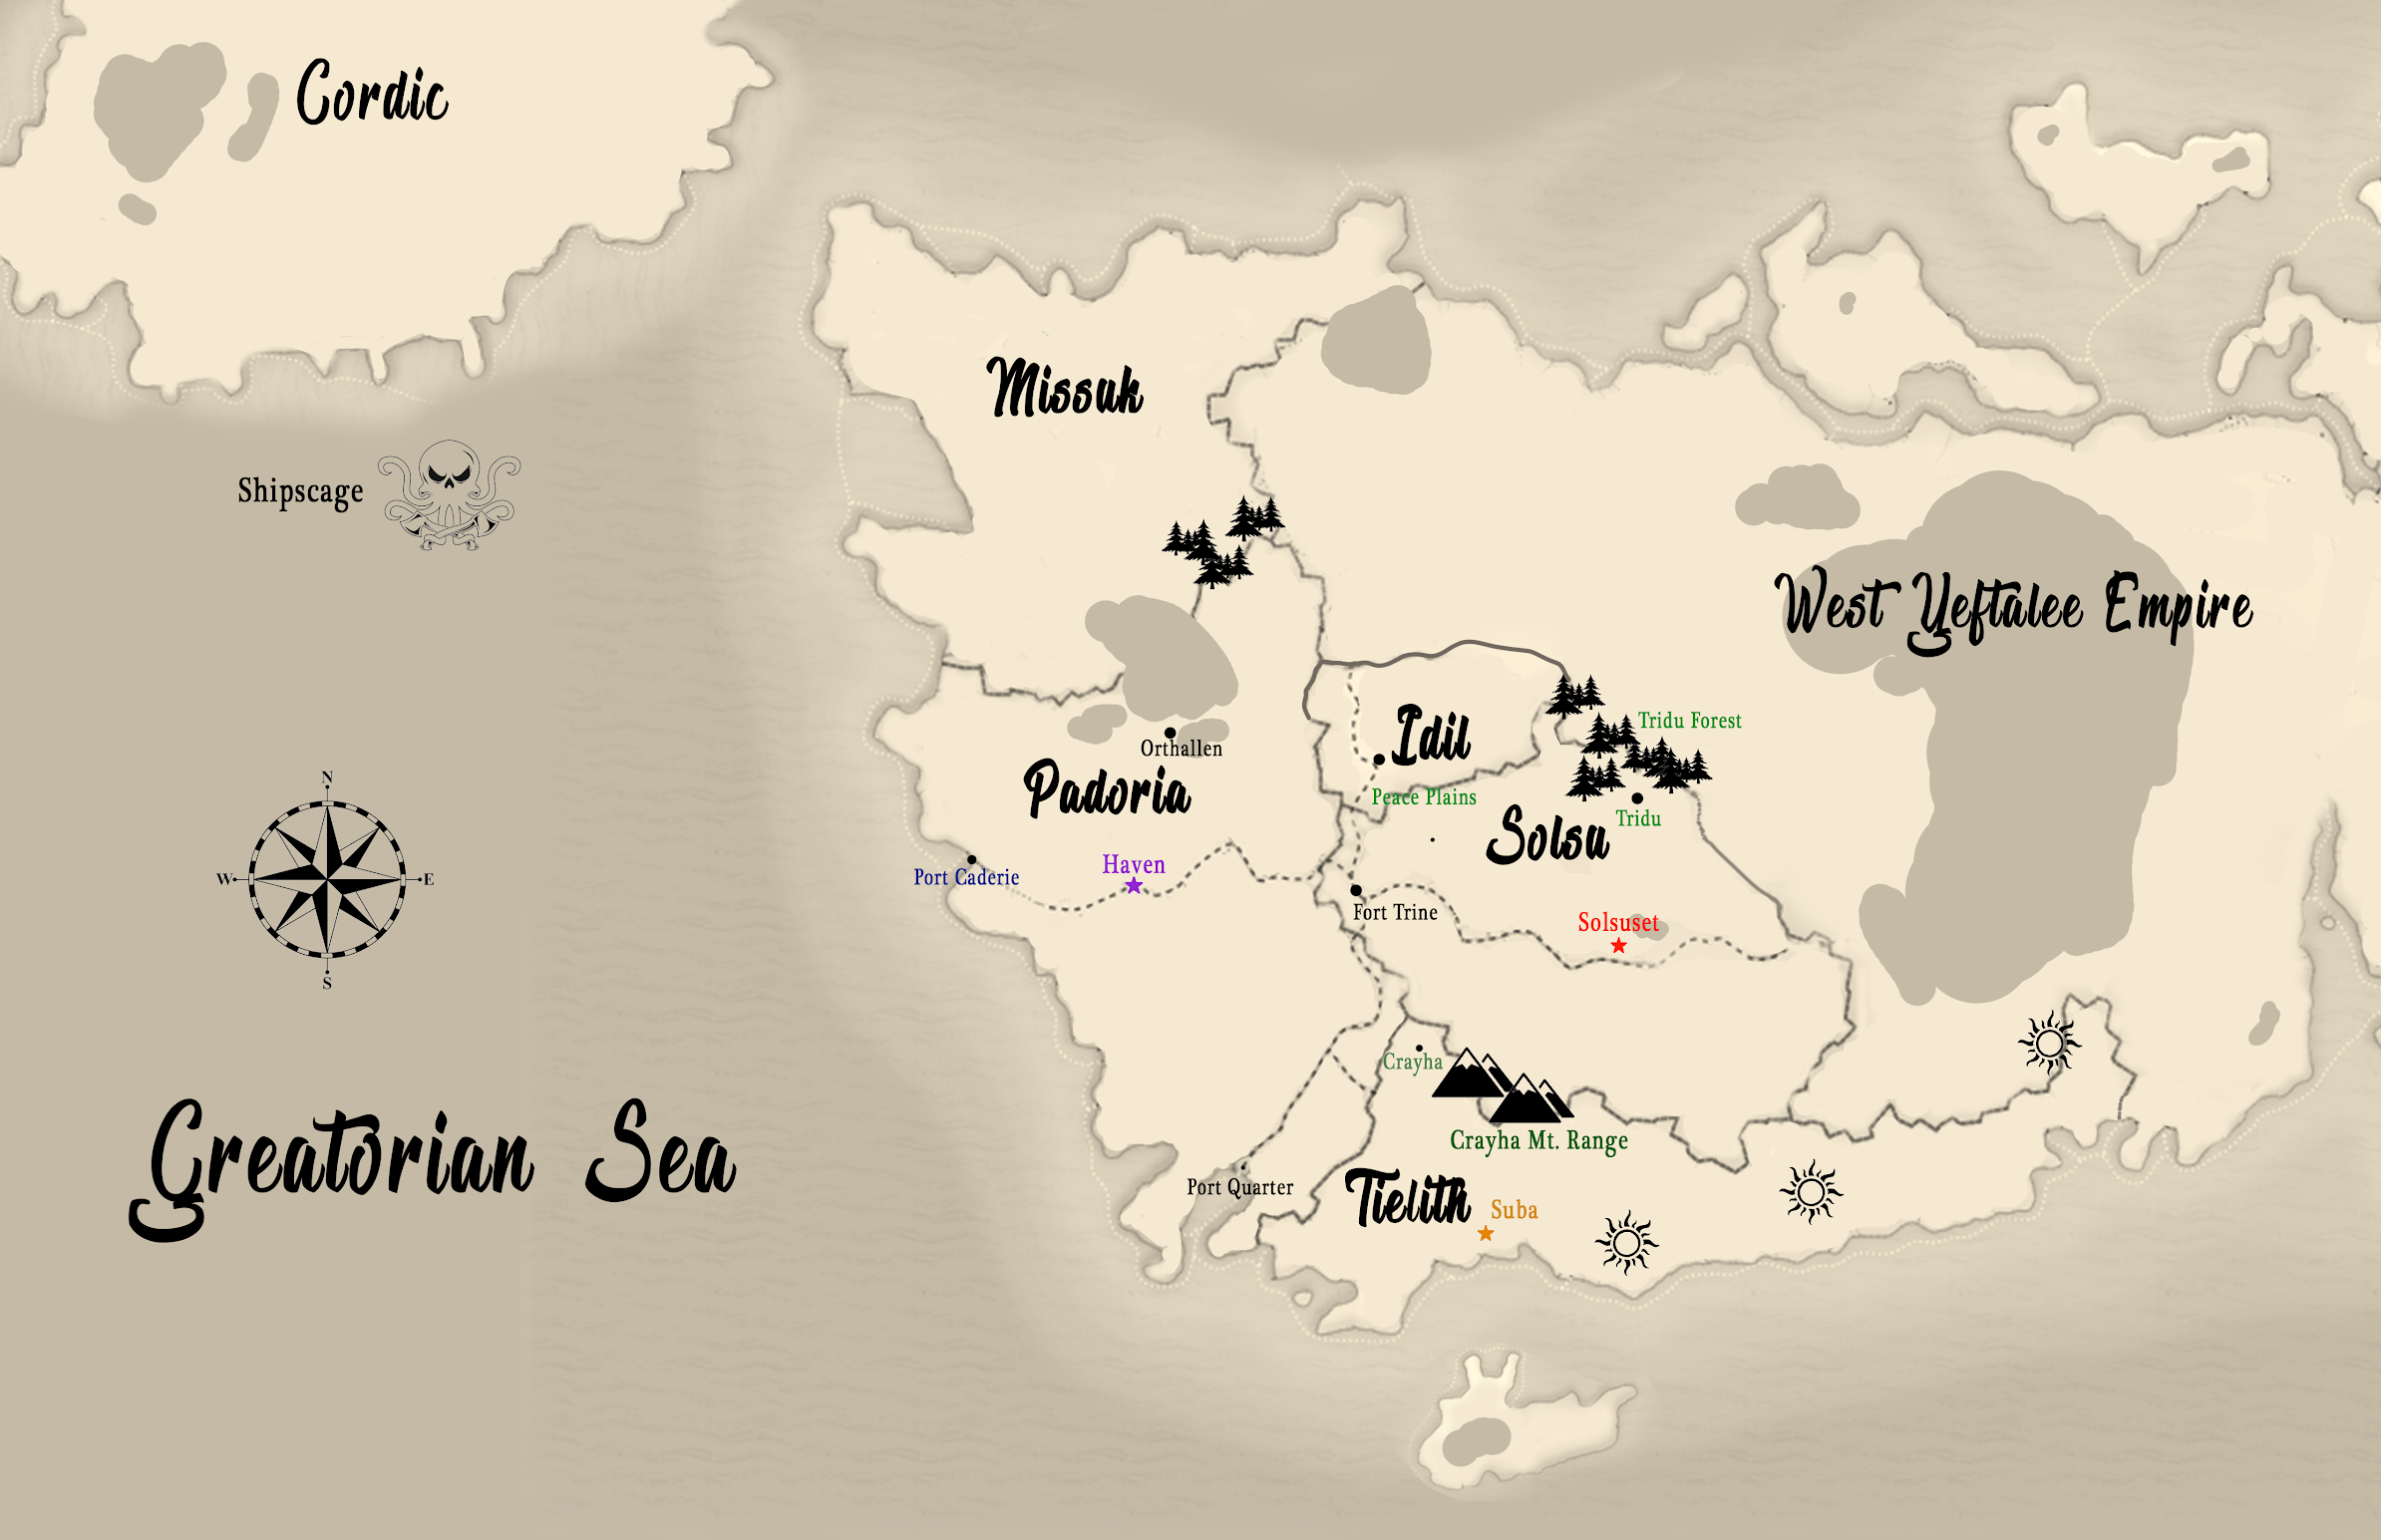 Cordic
Missuk
Shipscage
West Yeftalee Empire
Idil
Tridu Forest
Orthallen
Padoria
Peace Plains
Solsu
Tridu
Haven
Port Caderie
Fort Trine
Solsuset
N
W
E
S
Crayha
Crayha Mt. Range
Greatorian Sea
Port Quarter
Tielith
Suba